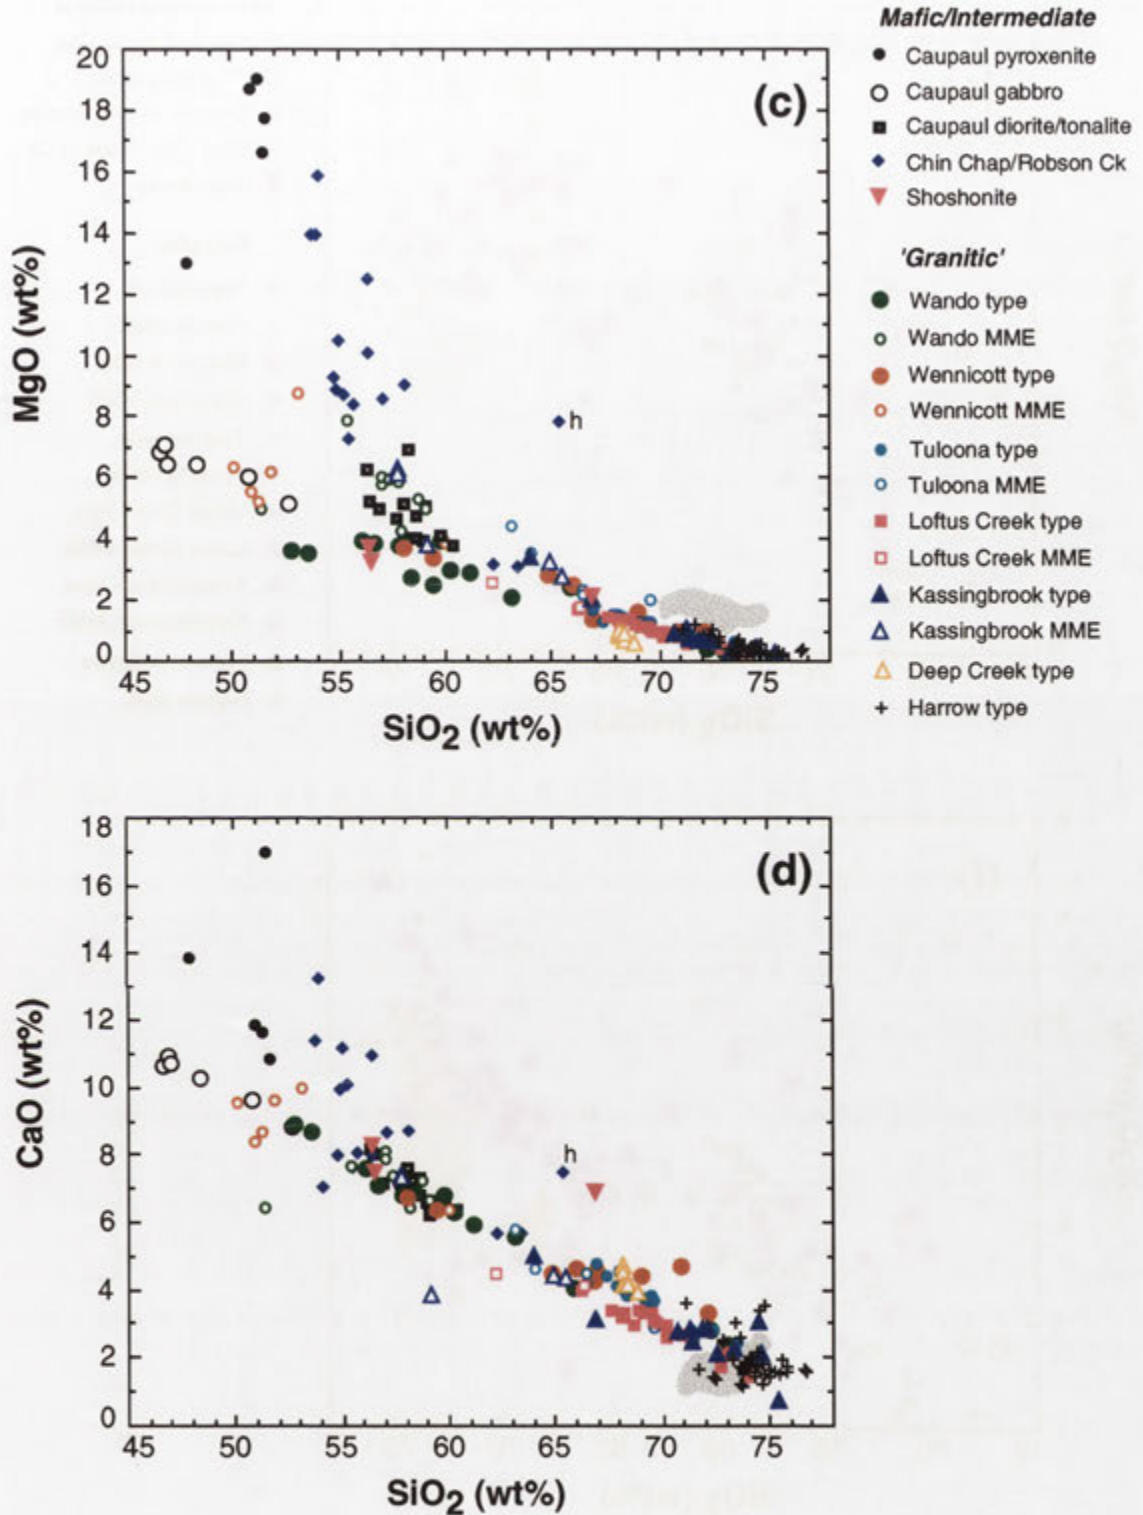 Mafic/Intermediate
Caupaul pyroxenite
Caupaul gabbro
Caupaul diorite/tonalite
Chin Chap/Robson Ck
Shoshonite
'Granitic'
Wando type
Wando MME
Wennicott type
Wennicott MME
Tuloona type
Tuloona MME
Loftus Creek type
Loftus Creek MME
Kassingbrook type
Kassingbrook MME
Deep Creek type
Harrow type
(c)
MgO (wt%)
20
18
16
14
12
10
8
6
4
2
0
h
45 50 55 60 65 70 75
SiO2 (wt%)
(d)
CaO (wt%)
18
16
14
12
10
8
6
4
2
0
h
45 50 55 60 65 70 75
SiO2 (wt%)